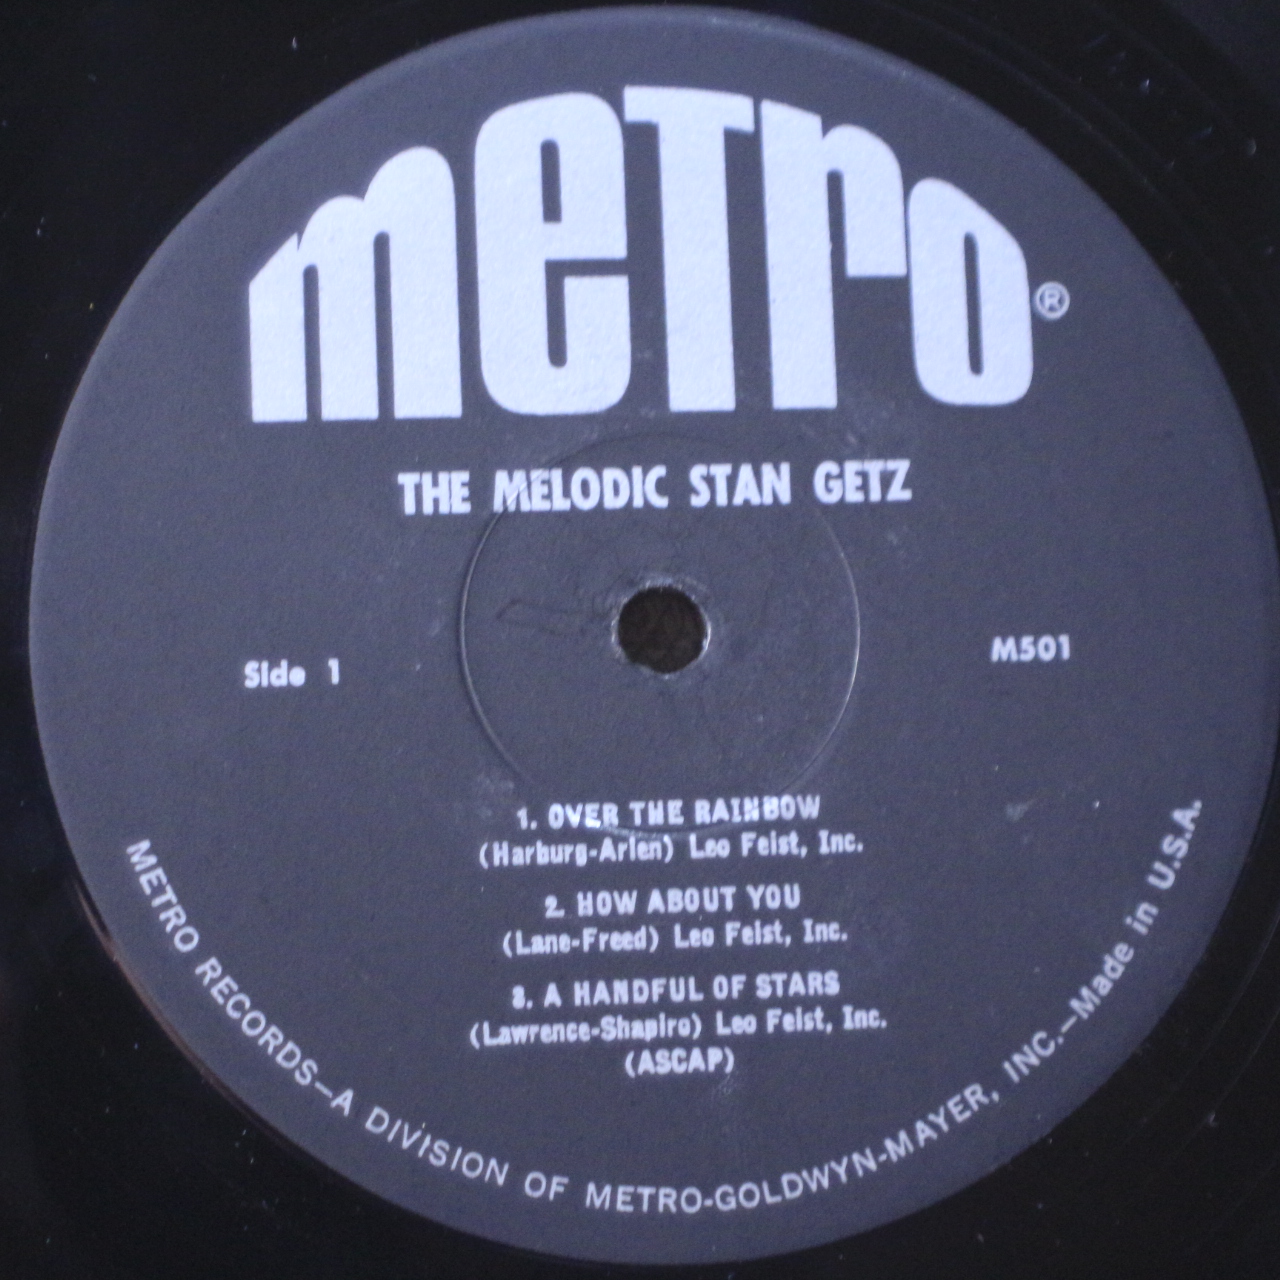 meTro®
THE MELODIC STAN GETZ
Side 1
M501
1. OVER THE RAINBOW
(Harburg-Arlen) Leo Feist, Inc.
2. HOW ABOUT YOU
(Lane-Freed) Leo Feist, Inc.
3. A HANDFUL OF STARS
(Lawrence-Shapiro) Leo Feist, Inc.
(ASCAP)
METRO RECORDS—A DIVISION OF METRO-GOLDWYN-MAYER, INC.—Made in U.S.A.